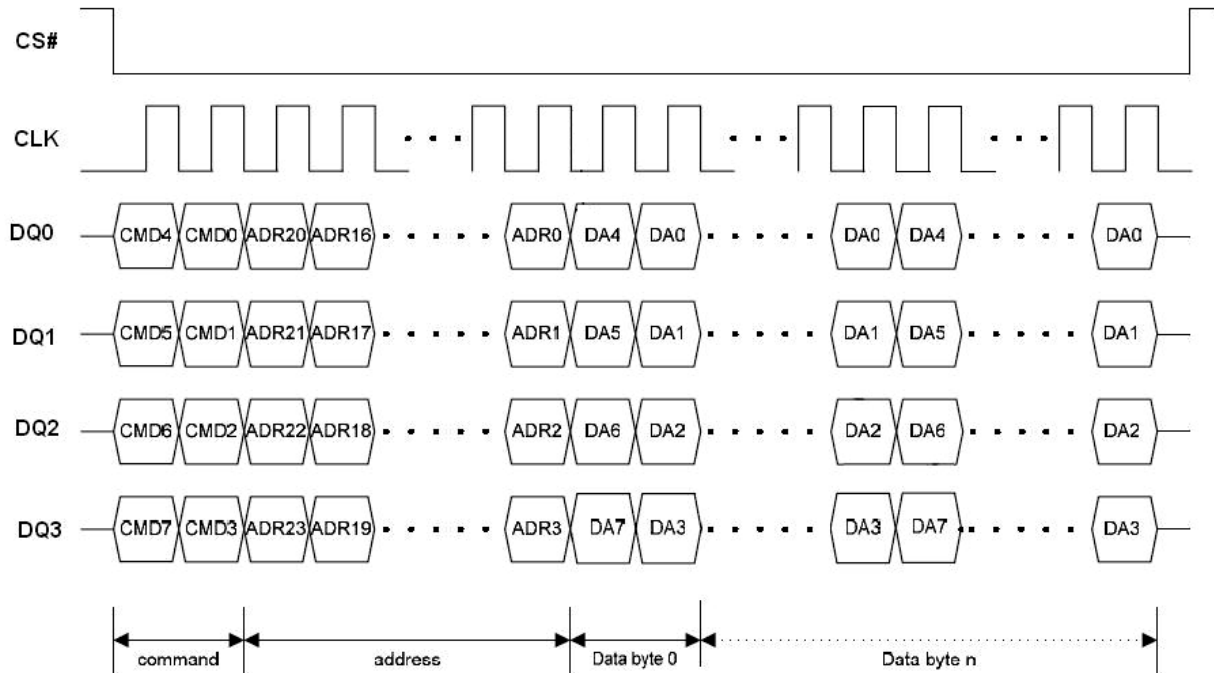 CS#
CLK
DQ0 CMD4 CMD0 ADR20 ADR16 ADR0 DA4 DA0 DA0 DA4 DA0
DQ1 CMD5 CMD1 ADR21 ADR17 ADR1 DA5 DA1 DA1 DA5 DA1
DQ2 CMD6 CMD2 ADR22 ADR18 ADR2 DA6 DA2 DA2 DA6 DA2
DQ3 CMD7 CMD3 ADR23 ADR19 ADR3 DA7 DA3 DA3 DA7 DA3
command address Data byte 0 Data byte n